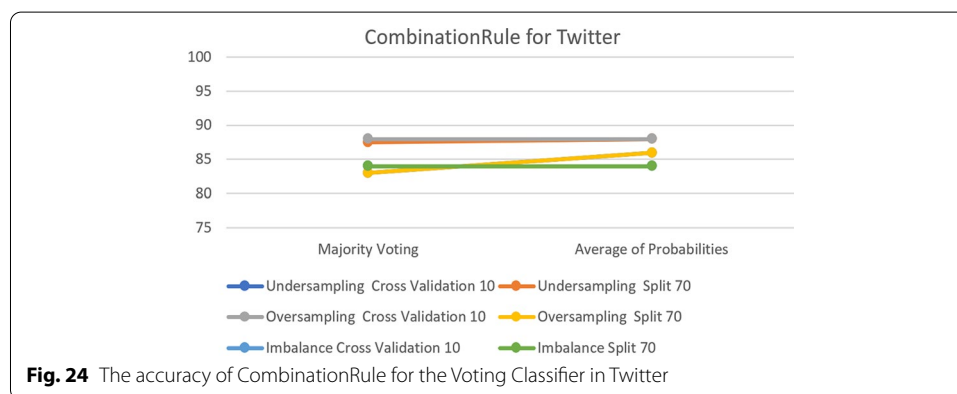 CombinationRule for Twitter
100
95
90
85
80
75
Majority Voting Average of Probabilities
Undersampling Cross Validation 10 Undersampling Split 70
Oversampling Cross Validation 10 Oversampling Split 70
Imbalance Cross Validation 10 Imbalance Split 70
Fig. 24 The accuracy of CombinationRule for the Voting Classifier in Twitter